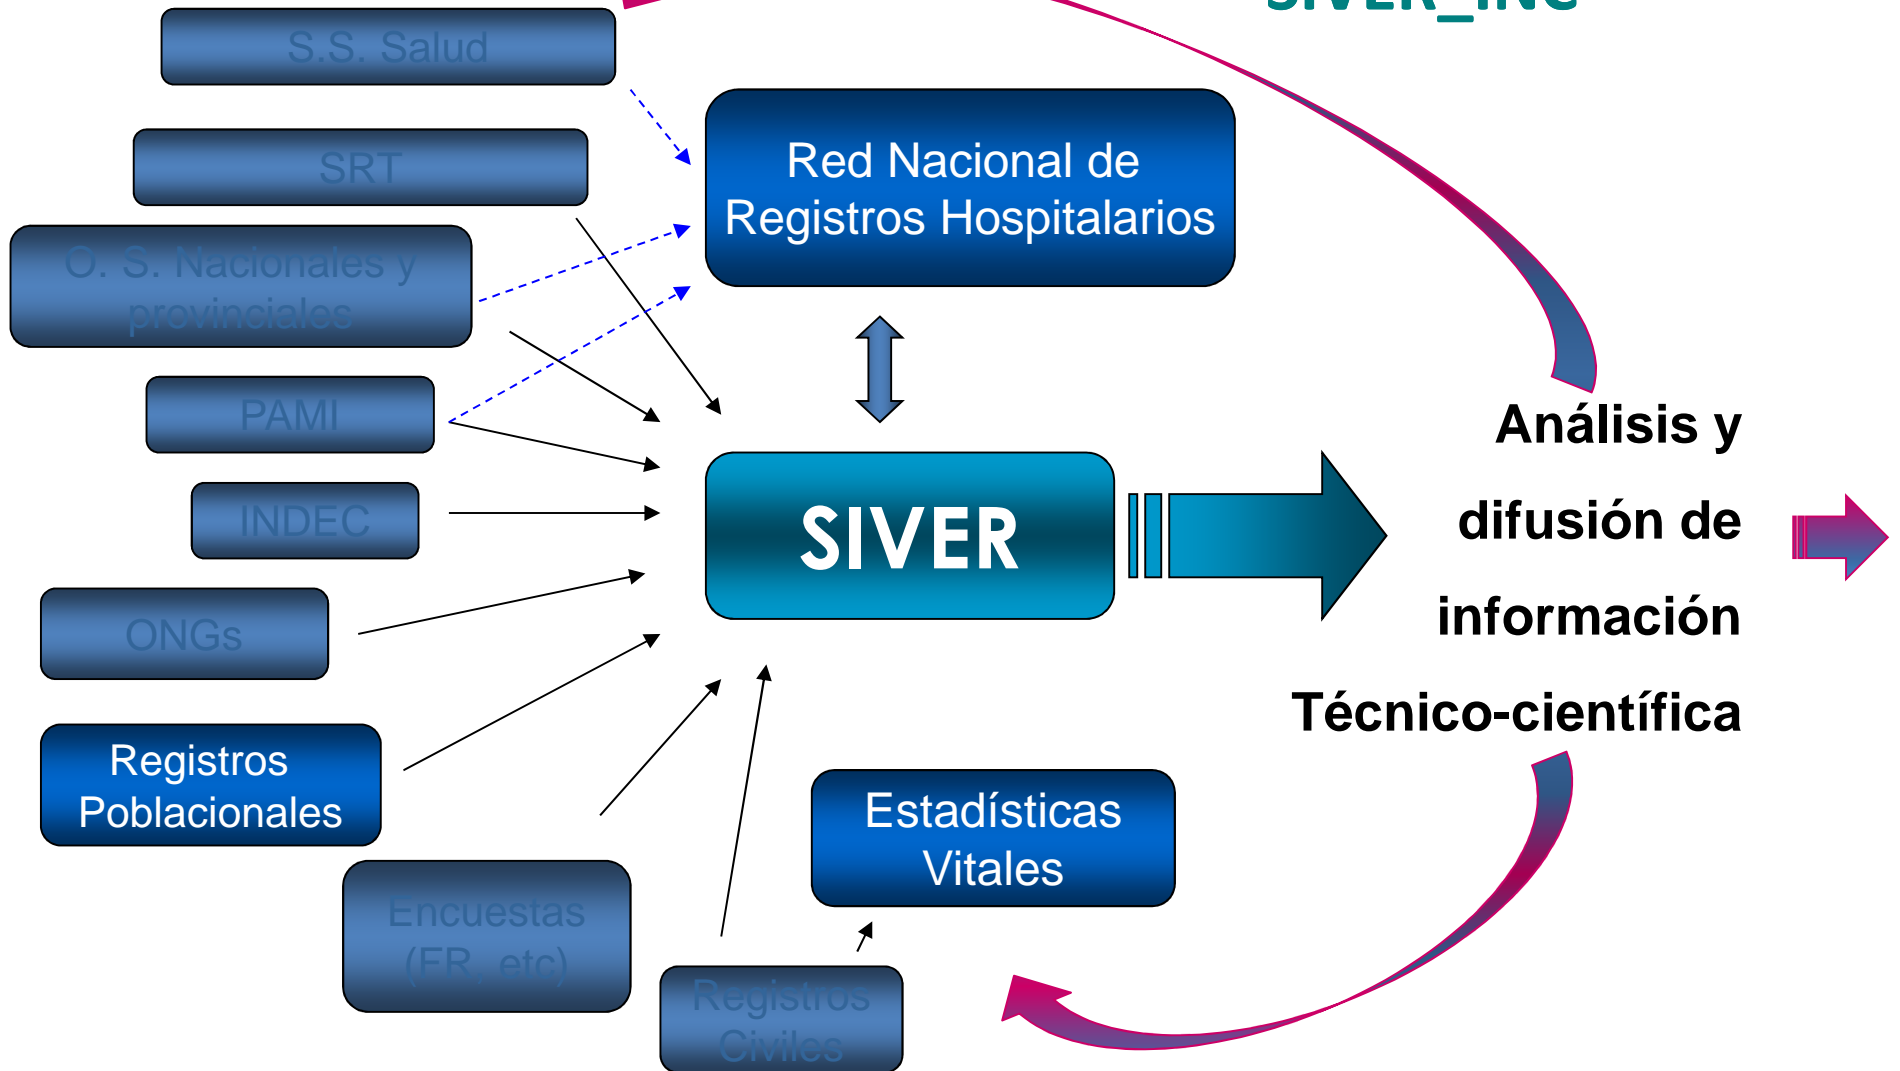 SIVER_INC
S.S. Salud
SRT
Red Nacional de
Registros Hospitalarios
O. S. Nacionales y
provinciales
PAMI
INDEC
SIVER
Análisis y
difusión de
información
Técnico-científica
ONGs
Registros
Poblacionales
Estadísticas
Vitales
Encuestas
(FR, etc)
Registros
Civiles